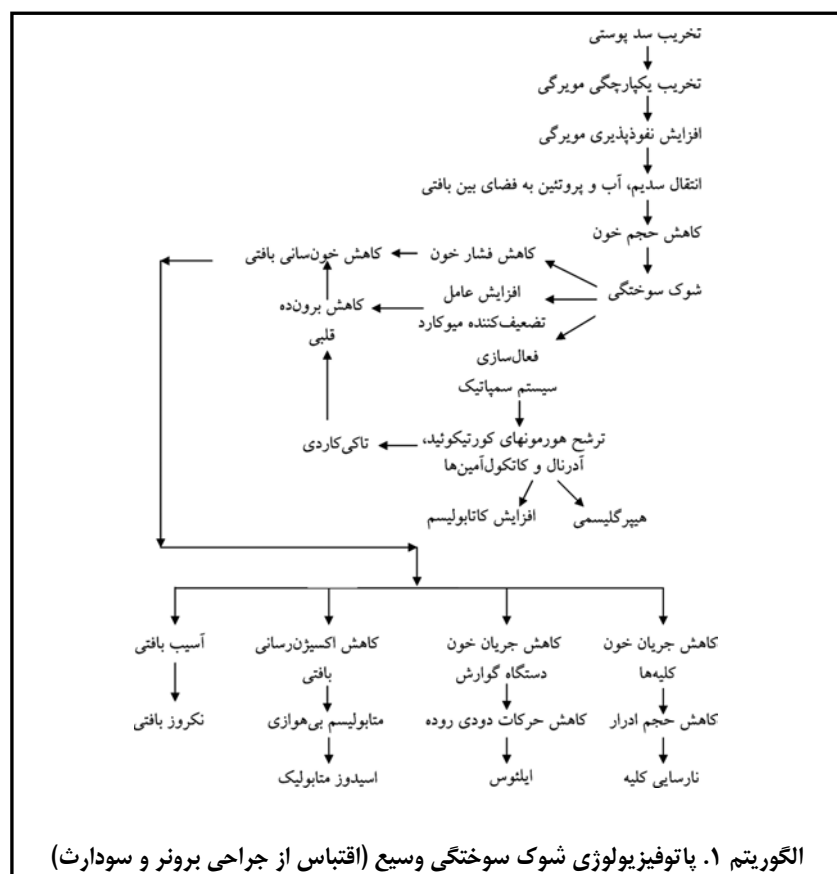 تخریب سد پوستی
تخریب یکپارچگی مویرگی
افزایش نفوذپذیری مویرگی
انتقال سدیم، آب و پروتئین به فضای بین بافتی
کاهش حجم خون
شوک سوختگی
کاهش فشار خون
کاهش خون‌سانی بافتی
افزایش عامل
تضعیف‌کننده میوکارد
کاهش برون‌ده
قلبی
فعال‌سازی
سیستم سمپاتیک
ترشح هورمونهای کورتیکوئید،
آدرنال و کاتکول‌آمین‌ها
تاکی‌کاردی
هیپرگلیسمی
افزایش کاتابولیسم
کاهش جریان خون
کلیه‌ها
کاهش حجم ادرار
نارسایی کلیه
کاهش جریان خون
دستگاه گوارش
کاهش حرکات دودی روده
ایلئوس
کاهش اکسیژن‌رسانی
بافتی
متابولیسم بی‌هوازی
اسیدوز متابولیک
آسیب بافتی
نکروز بافتی
الگوریتم ۱. پاتوفیزیولوژی شوک سوختگی وسیع (اقتباس از جراحی برونر و سودارث)